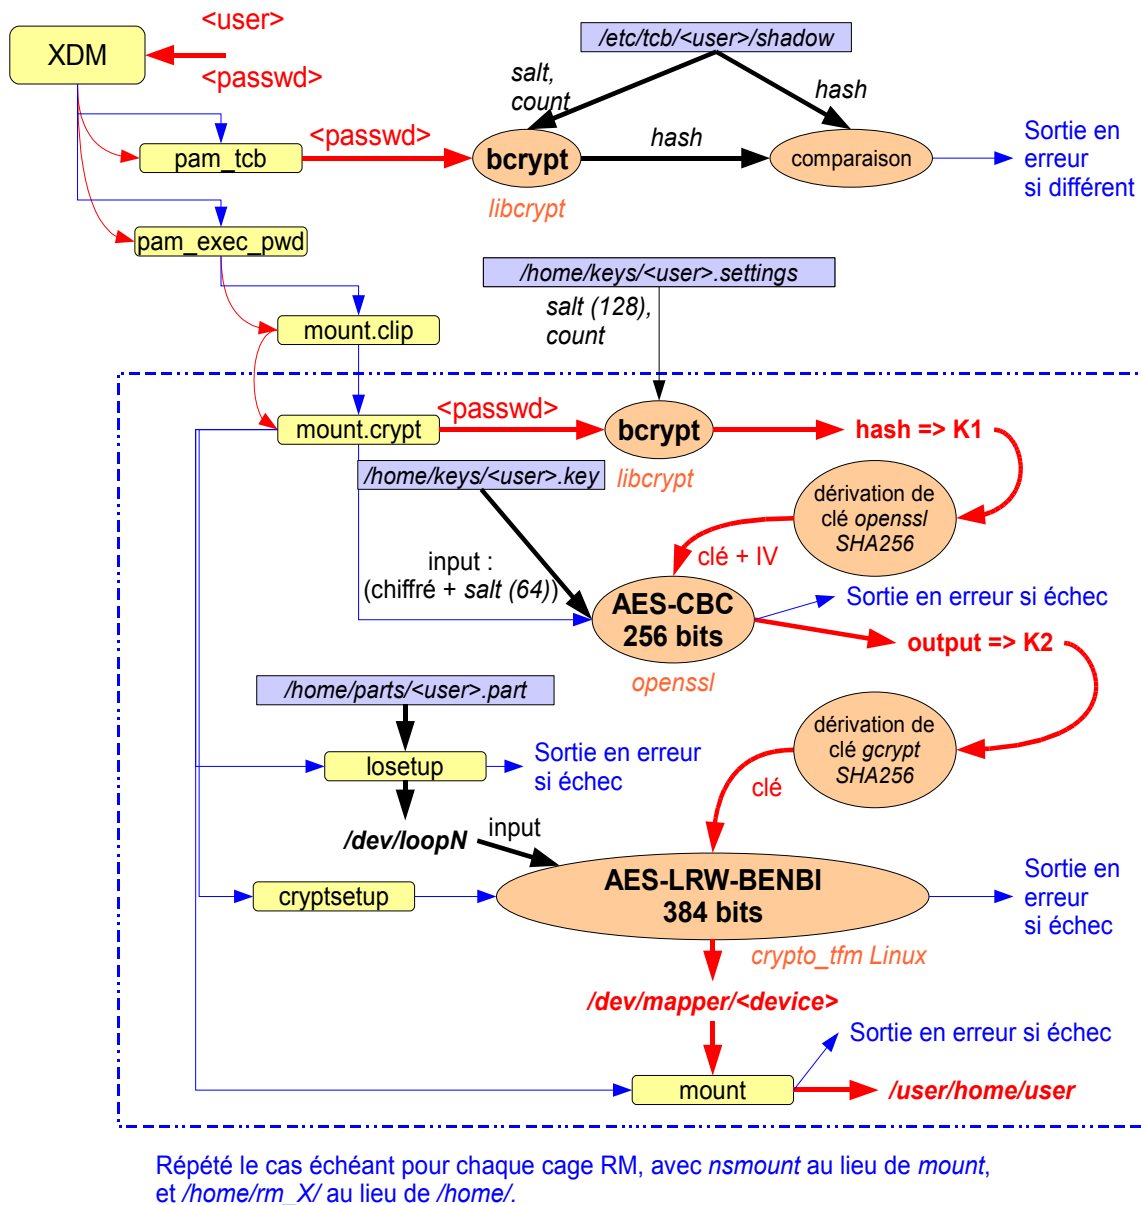 <user>
XDM
<passwd>
/etc/tcb/<user>/shadow
salt,
count
hash
<passwd>
pam_tcb
bcrypt
hash
comparaison
Sortie en
erreur
si différent
libcrypt
pam_exec_pwd
/home/keys/<user>.settings
salt (128),
count
mount.clip
mount.crypt
<passwd>
bcrypt
hash => K1
/home/keys/<user>.key
libcrypt
dérivation de
clé openssl
SHA256
input :
(chiffré + salt (64))
clé + IV
AES-CBC
256 bits
Sortie en erreur si échec
output => K2
openssl
/home/parts/<user>.part
dérivation de
clé gcrypt
SHA256
losetup
Sortie en erreur
si échec
clé
/dev/loopN
input
AES-LRW-BENBI
384 bits
cryptsetup
Sortie en
erreur
si échec
crypto_tfm Linux
/dev/mapper/<device>
Sortie en erreur si échec
mount
/user/home/user
Répété le cas échéant pour chaque cage RM, avec nsmount au lieu de mount,
et /home/rm_X/ au lieu de /home/.